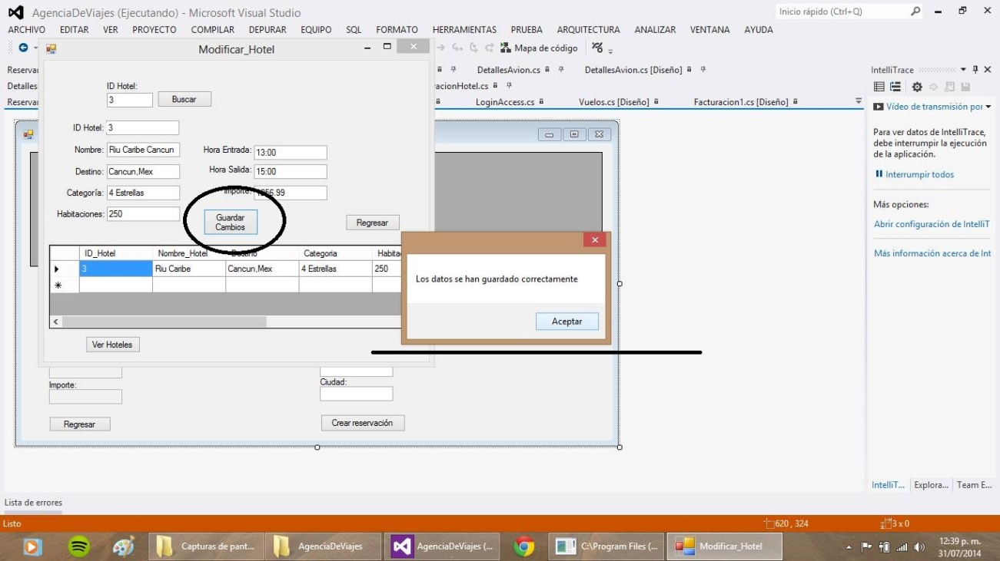 AgenciaDeViajes (Ejecutando) - Microsoft Visual Studio
Inicio rápido (Ctrl+Q)
ARCHIVO EDITAR VER PROYECTO COMPILAR DEPURAR EQUIPO SQL FORMATO HERRAMIENTAS PRUEBA ARQUITECTURA ANALIZAR VENTANA AYUDA
Modificar_Hotel
Mapa de código
Reserva
DetallesAvion.cs
DetallesAvion.cs [Diseño]
IntelliTrace
Detalles
acionHotel.cs
Reserva
LoginAccess.cs
Vuelos.cs [Diseño]
Facturacion1.cs [Diseño]
ID Hotel:
3
Buscar
ID Hotel: 3
Nombre: Riu Caribe Cancun
Hora Entrada: 13:00
Destino: Cancun,Mex
Hora Salida: 15:00
Categoría: 4 Estrellas
Importe: 1256.99
Habitaciones: 250
Guardar
Cambios
Regresar
ID_Hotel Nombre_Hotel Destino Categoria Habita
3 Riu Caribe Cancun,Mex 4 Estrellas 250
Ver Hoteles
Los datos se han guardado correctamente
Aceptar
Importe:
Ciudad:
Regresar
Crear reservación
Vídeo de transmisión por
Para ver datos de IntelliTrace,
debe interrumpir la ejecución
de la aplicación.
Interrumpir todos
Más opciones:
Abrir configuración de IntelliT
Más información acerca de Int
IntelliT... Explora... Team E...
Lista de errores
Listo
620 , 324
3 x 0
Capturas de pant...
AgenciaDeViajes
AgenciaDeViajes (...
C:\Program Files (...
Modificar_Hotel
12:39 p. m.
31/07/2014